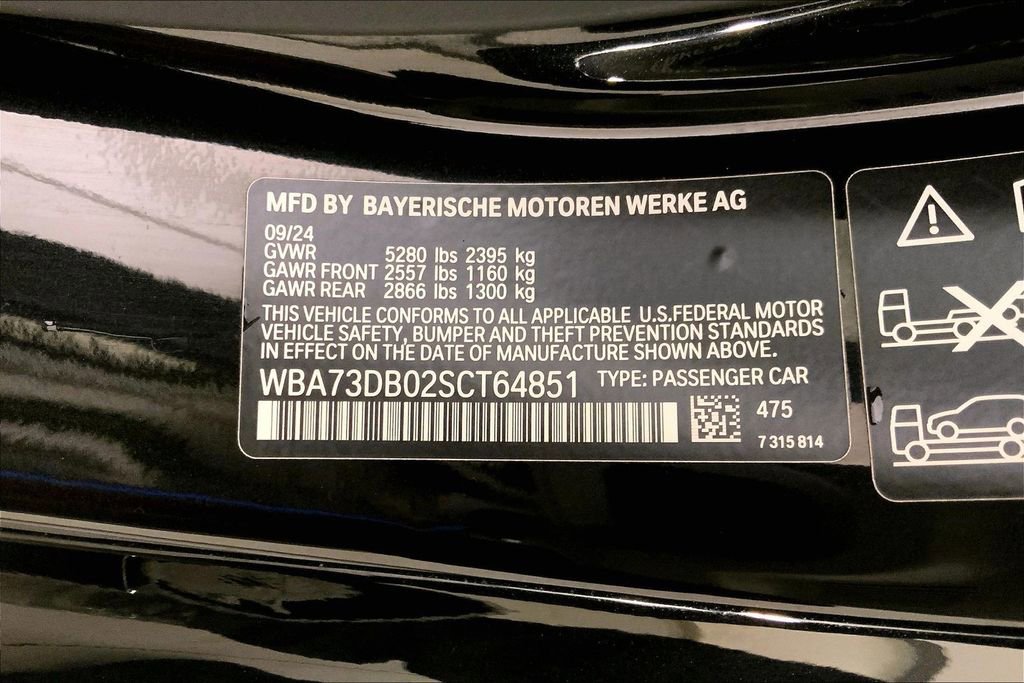 MFD BY BAYERISCHE MOTOREN WERKE AG
09/24
GVWR 5280 lbs 2395 kg
GAWR FRONT 2557 lbs 1160 kg
GAWR REAR 2866 lbs 1300 kg
THIS VEHICLE CONFORMS TO ALL APPLICABLE U.S.FEDERAL MOTOR
VEHICLE SAFETY, BUMPER AND THEFT PREVENTION STANDARDS
IN EFFECT ON THE DATE OF MANUFACTURE SHOWN ABOVE.
WBA73DB02SCT64851 TYPE: PASSENGER CAR
475
7 315 814